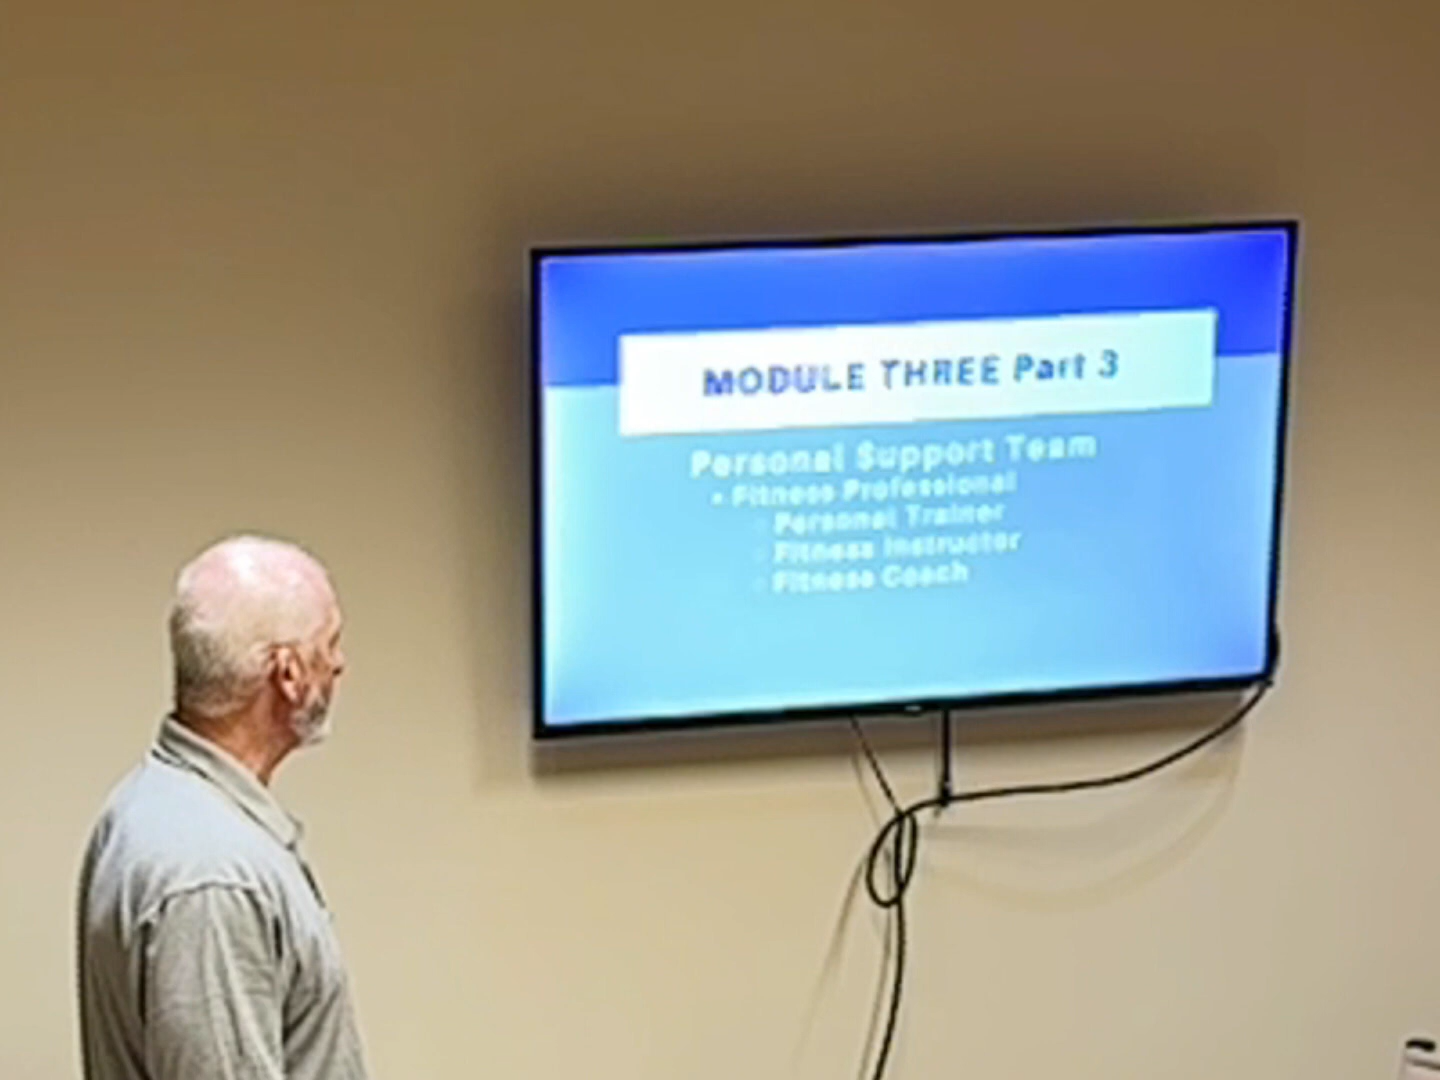 MODULE THREE Part 3
Personal Support Team
• Fitness Professional
Personal Trainer
Fitness Instructor
Fitness Coach